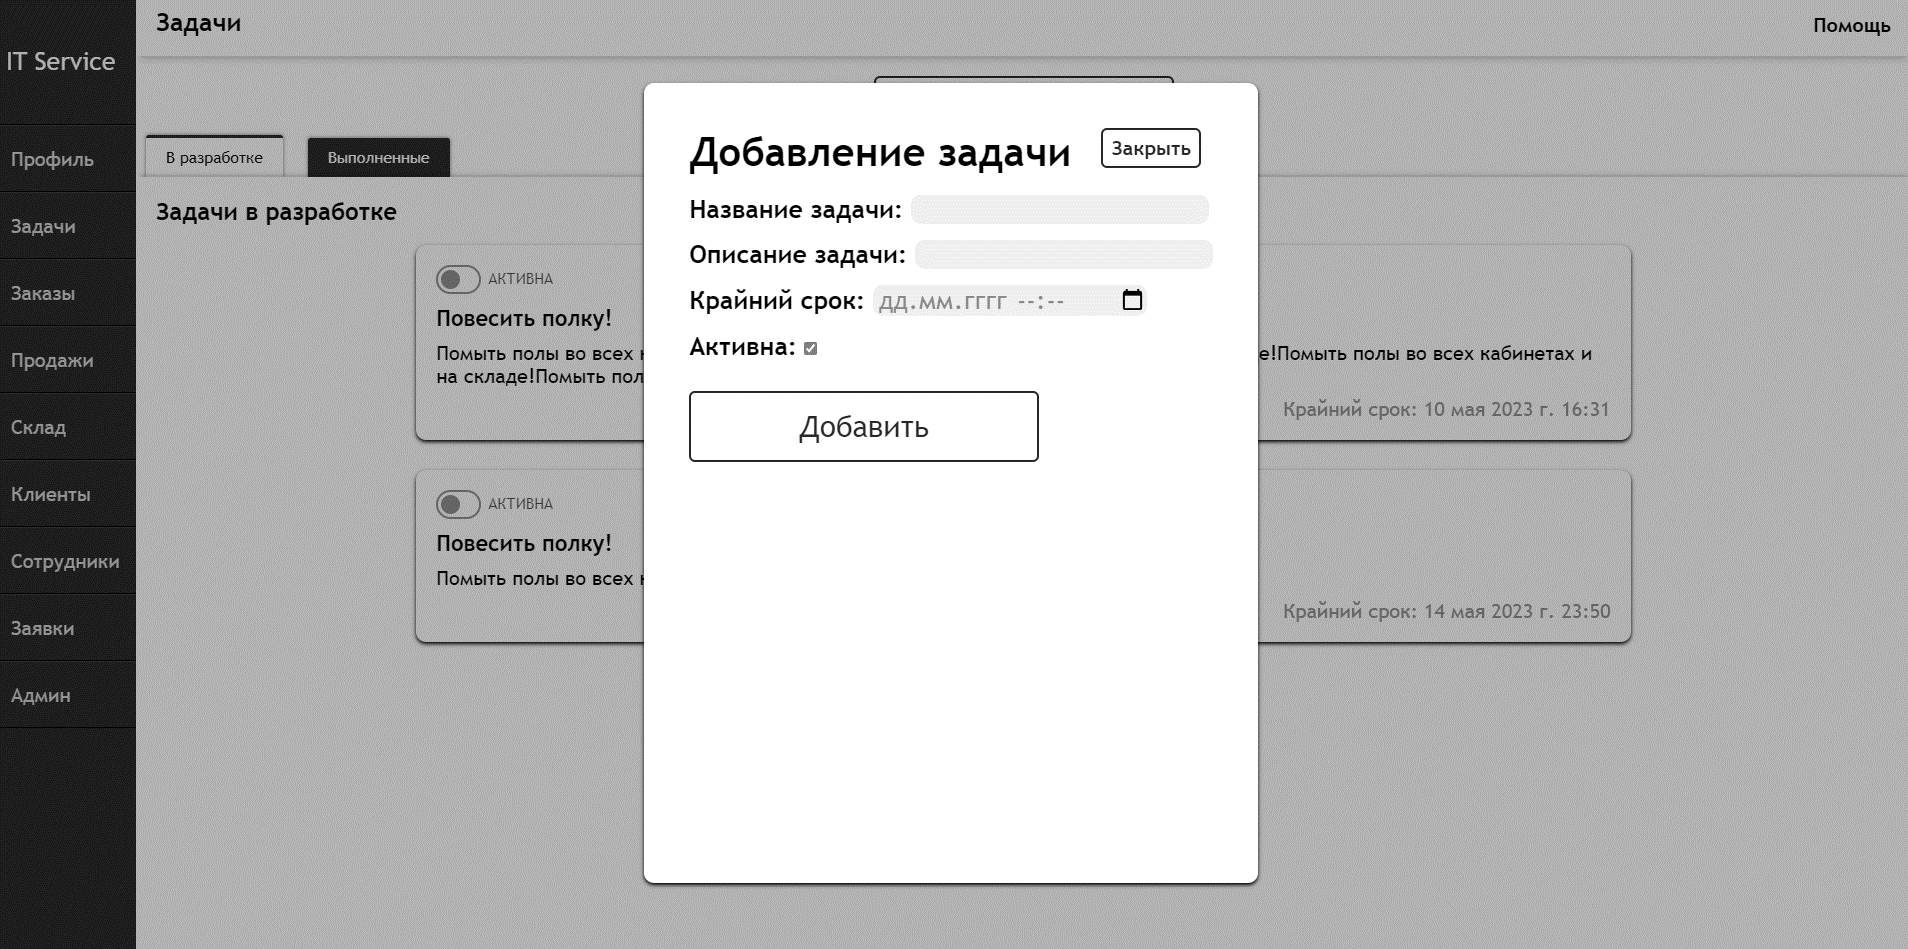 IT Service
Профиль
Задачи
Заказы
Продажи
Склад
Клиенты
Сотрудники
Заявки
Админ
Задачи
Помощь
В разработке
Выполненные
Задачи в разработке
АКТИВНА
Повесить полку!
Помыть полы во всех
е!Помыть полы во всех кабинетах и
на складе!Помыть пол
Крайний срок: 10 мая 2023 г. 16:31
АКТИВНА
Повесить полку!
Помыть полы во всех
Крайний срок: 14 мая 2023 г. 23:50
Добавление задачи
Закрыть
Название задачи:
Описание задачи:
Крайний срок: дд.мм.гггг --:--
Активна:
Добавить